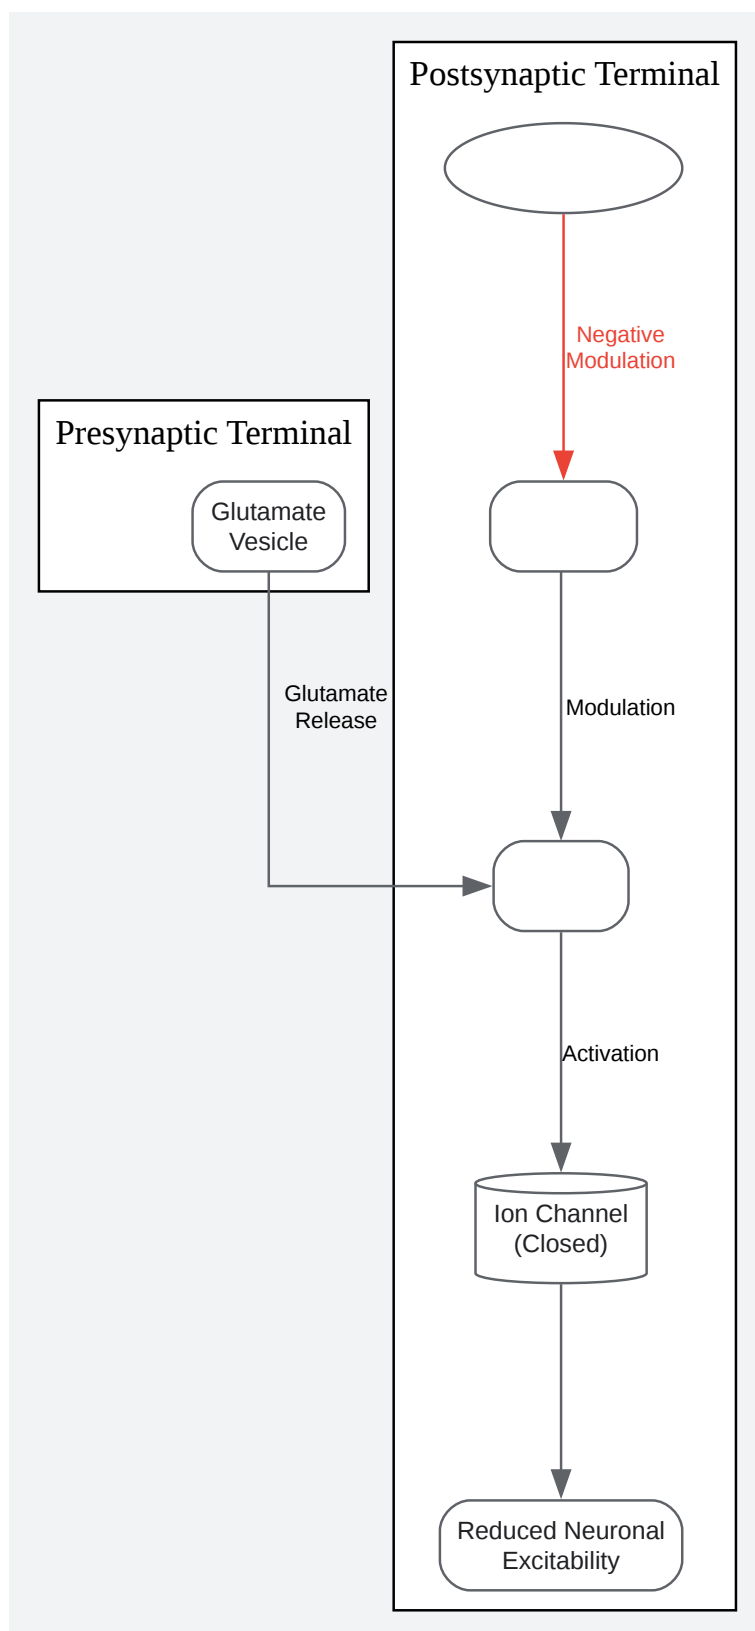 Postsynaptic Terminal
Negative
Modulation
Presynaptic Terminal
Glutamate
Vesicle
Glutamate
Release
Modulation
Activation
Ion Channel
(Closed)
Reduced Neuronal
Excitability